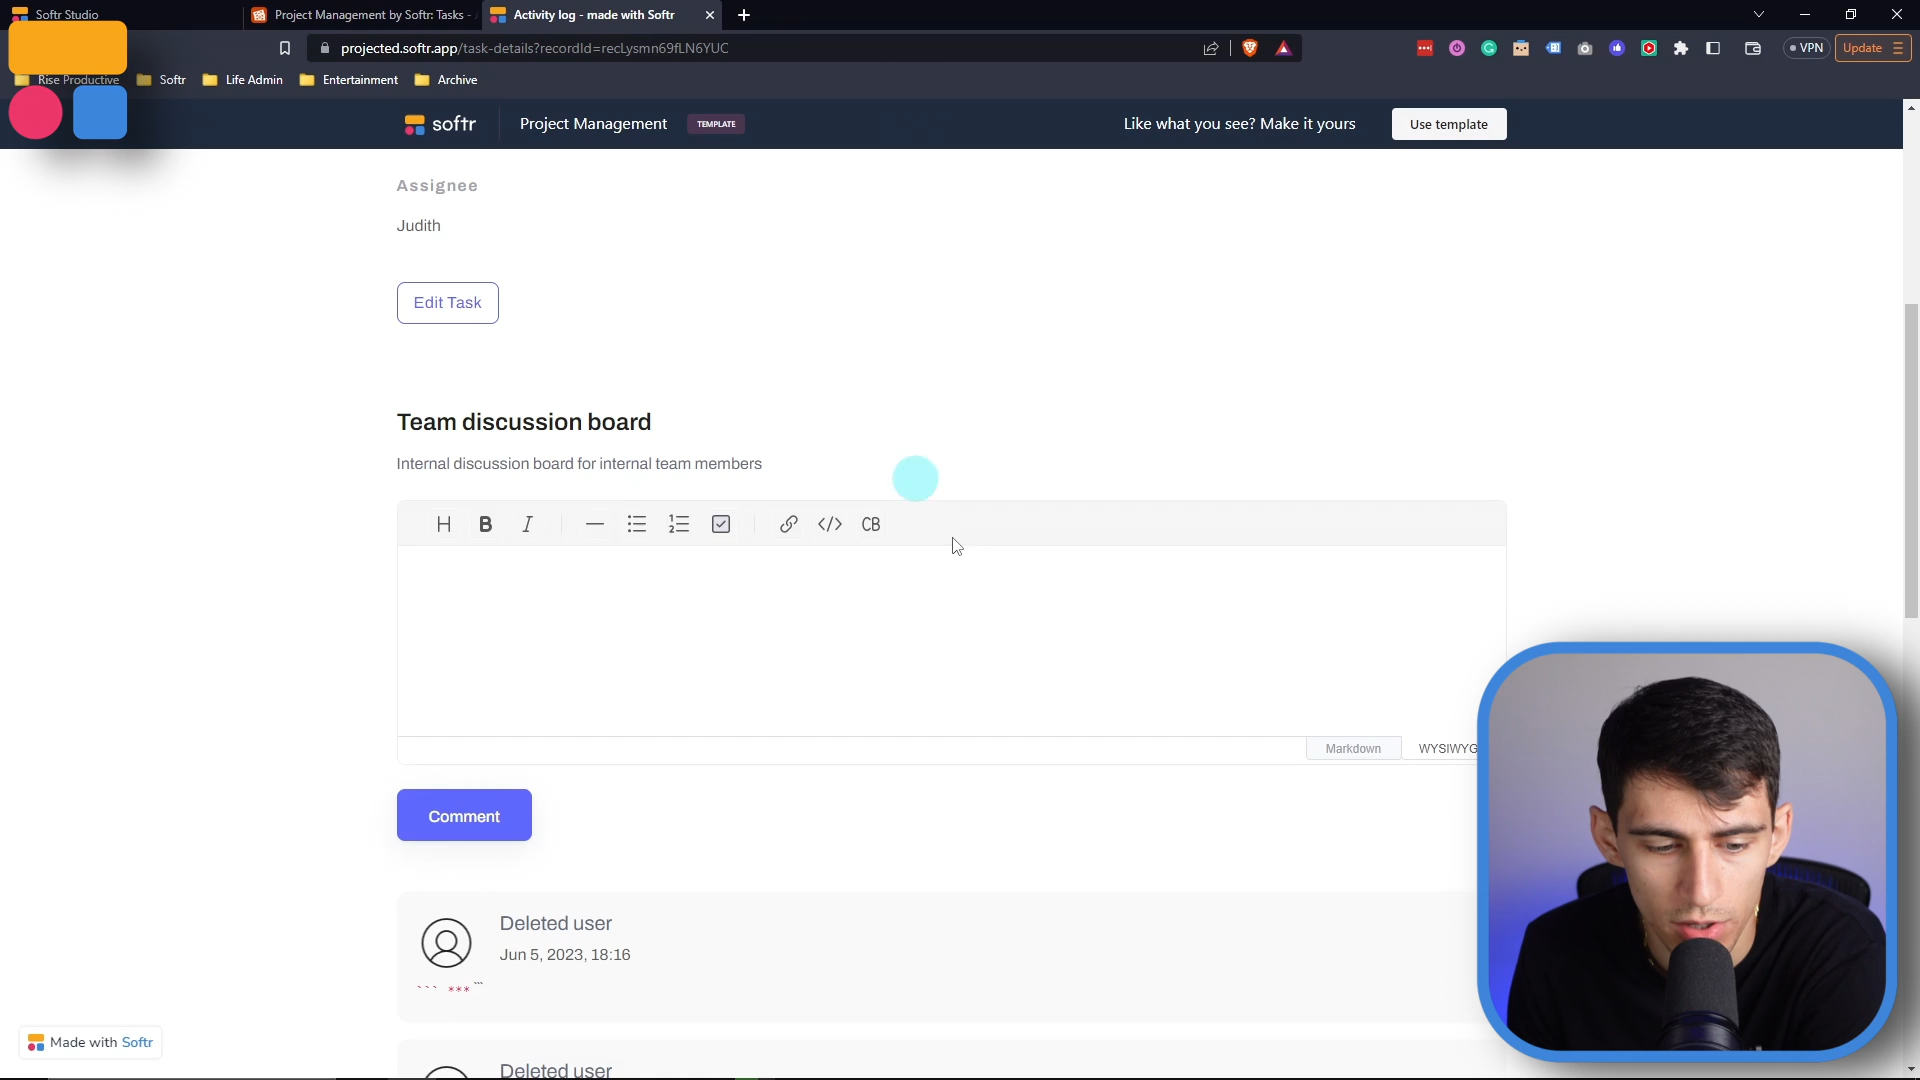 Softr Studio
Project Management by Softr: Tasks -
Activity log - made with Softr
projected.softr.app/task-details?recordId=recLysmn69fLN6YUC
VPN
Update
Rise Productive
Softr
Life Admin
Entertainment
Archive
softr
Project Management
TEMPLATE
Like what you see? Make it yours
Use template
Assignee
Judith
Edit Task
Team discussion board
Internal discussion board for internal team members
H B I
CB
Markdown
WYSIWYG
Comment
Deleted user
Jun 5, 2023, 18:16
``` ***```
Made with Softr
Deleted user